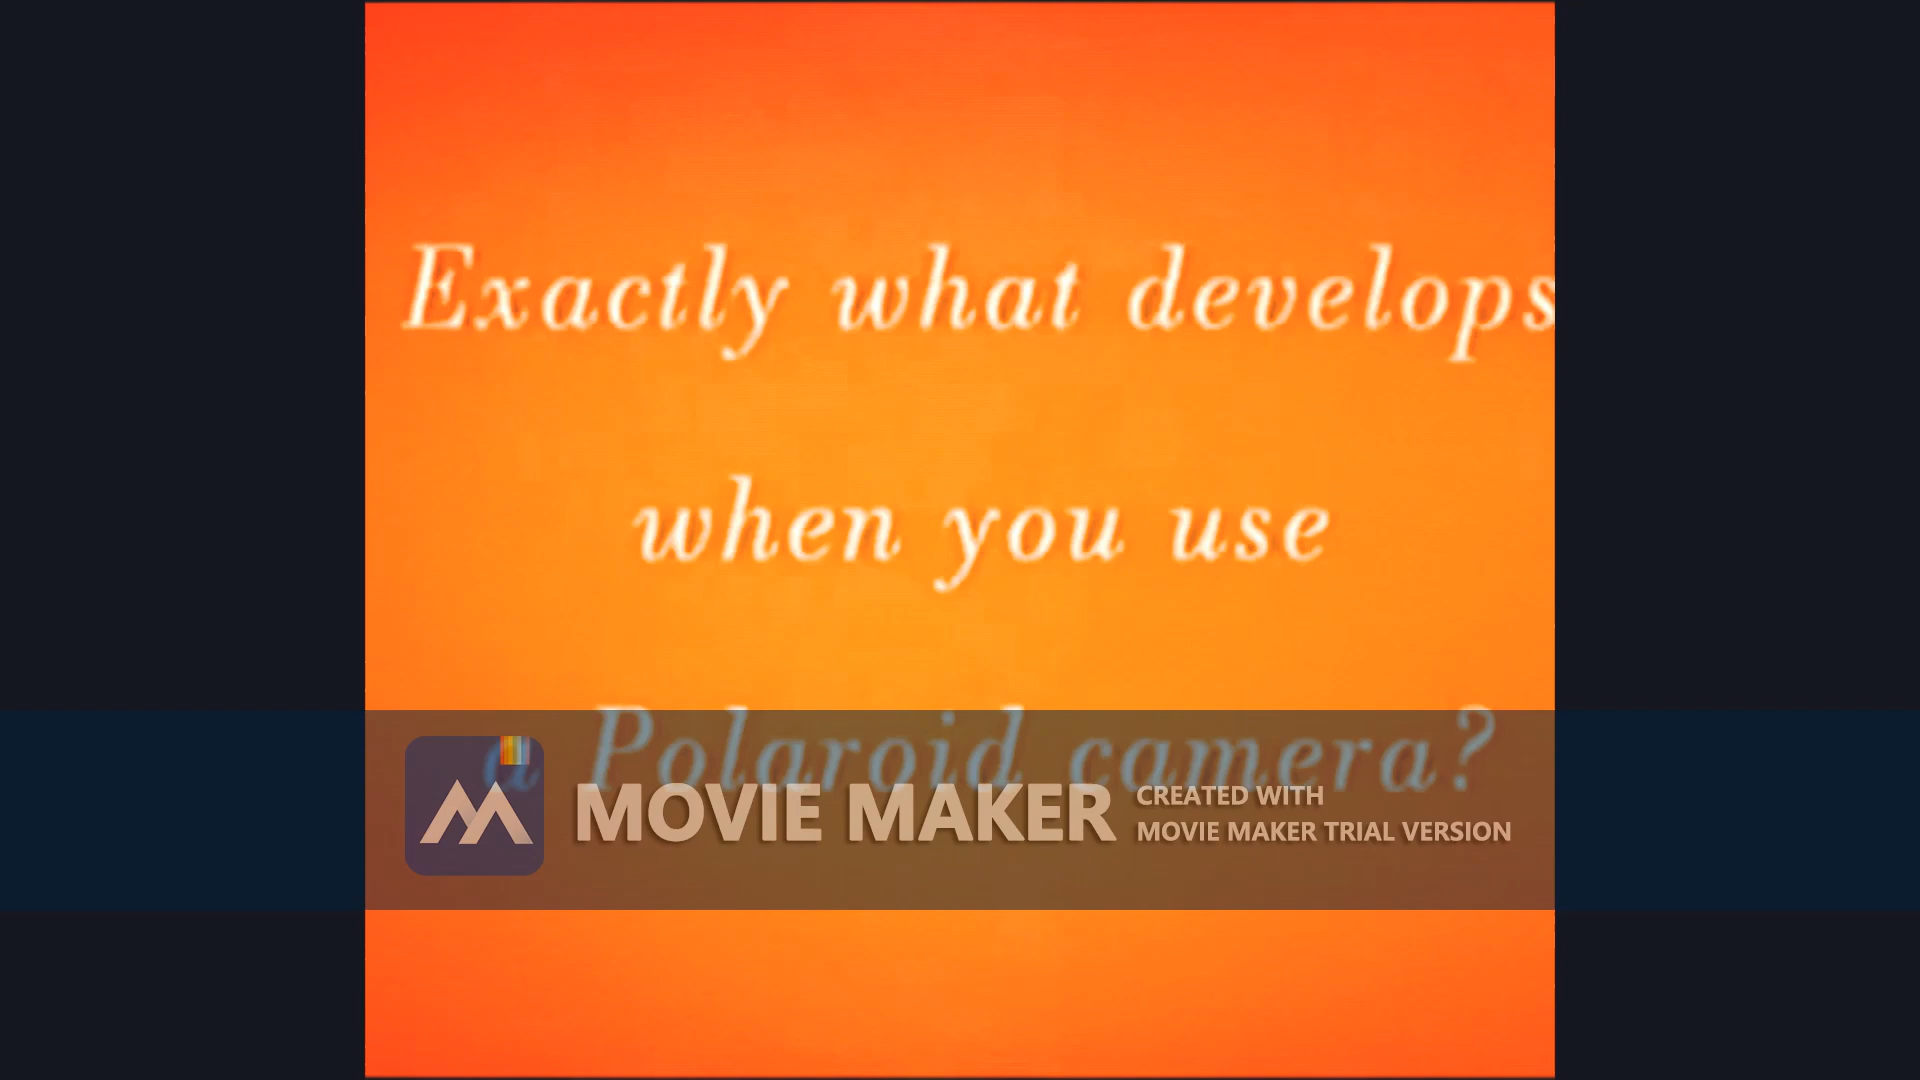 Exactly what develops
when you use
a Polaroid camera?
MOVIE MAKER
CREATED WITH
MOVIE MAKER TRIAL VERSION